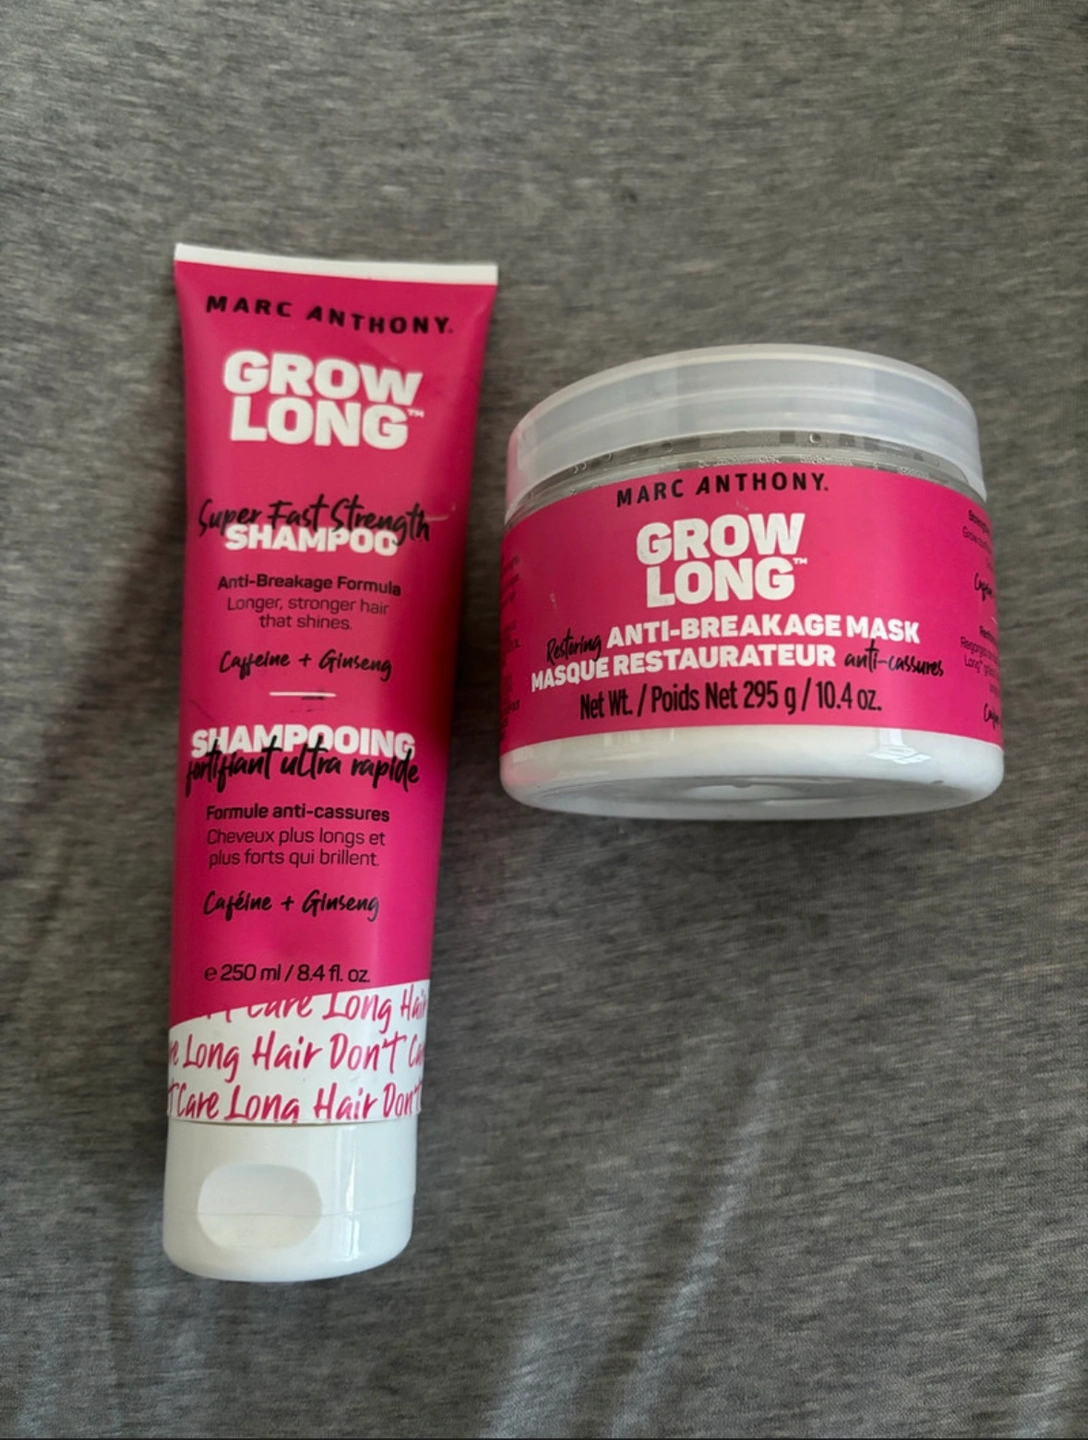 MARC ANTHONY.
GROW
LONG™
Super Fast Strength
SHAMPOO
Anti-Breakage Formula
Longer, stronger hair
that shines.
Caffeine + Ginseng
SHAMPOOING
fortifiant ultra rapide
Formule anti-cassures
Cheveux plus longs et
plus forts qui brillent.
Caféine + Ginseng
e 250 ml / 8.4 fl. oz.
Care Long Hair
Long Hair Don't
Care Long Hair Don't
MARC ANTHONY.
GROW
LONG™
Restoring ANTI-BREAKAGE MASK
MASQUE RESTAURATEUR anti-cassures
Net Wt. / Poids Net 295 g / 10.4 oz.